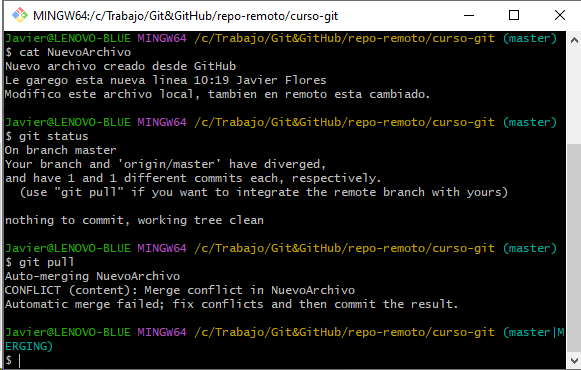 MINGW64:/c/Trabajo/Git&GitHub/repo-remoto/curso-git
Javier@LENOVO-BLUE MINGW64 /c/Trabajo/Git&GitHub/repo-remoto/curso-git (master)
$ cat NuevoArchivo
Nuevo archivo creado desde GitHub
Le garego esta nueva linea 10:19 Javier Flores
Modifico este archivo local, tambien en remoto esta cambiado.
Javier@LENOVO-BLUE MINGW64 /c/Trabajo/Git&GitHub/repo-remoto/curso-git (master)
$ git status
On branch master
Your branch and 'origin/master' have diverged,
and have 1 and 1 different commits each, respectively.
  (use "git pull" if you want to integrate the remote branch with yours)
nothing to commit, working tree clean
Javier@LENOVO-BLUE MINGW64 /c/Trabajo/Git&GitHub/repo-remoto/curso-git (master)
$ git pull
Auto-merging NuevoArchivo
CONFLICT (content): Merge conflict in NuevoArchivo
Automatic merge failed; fix conflicts and then commit the result.
Javier@LENOVO-BLUE MINGW64 /c/Trabajo/Git&GitHub/repo-remoto/curso-git (master|M
ERGING)
$